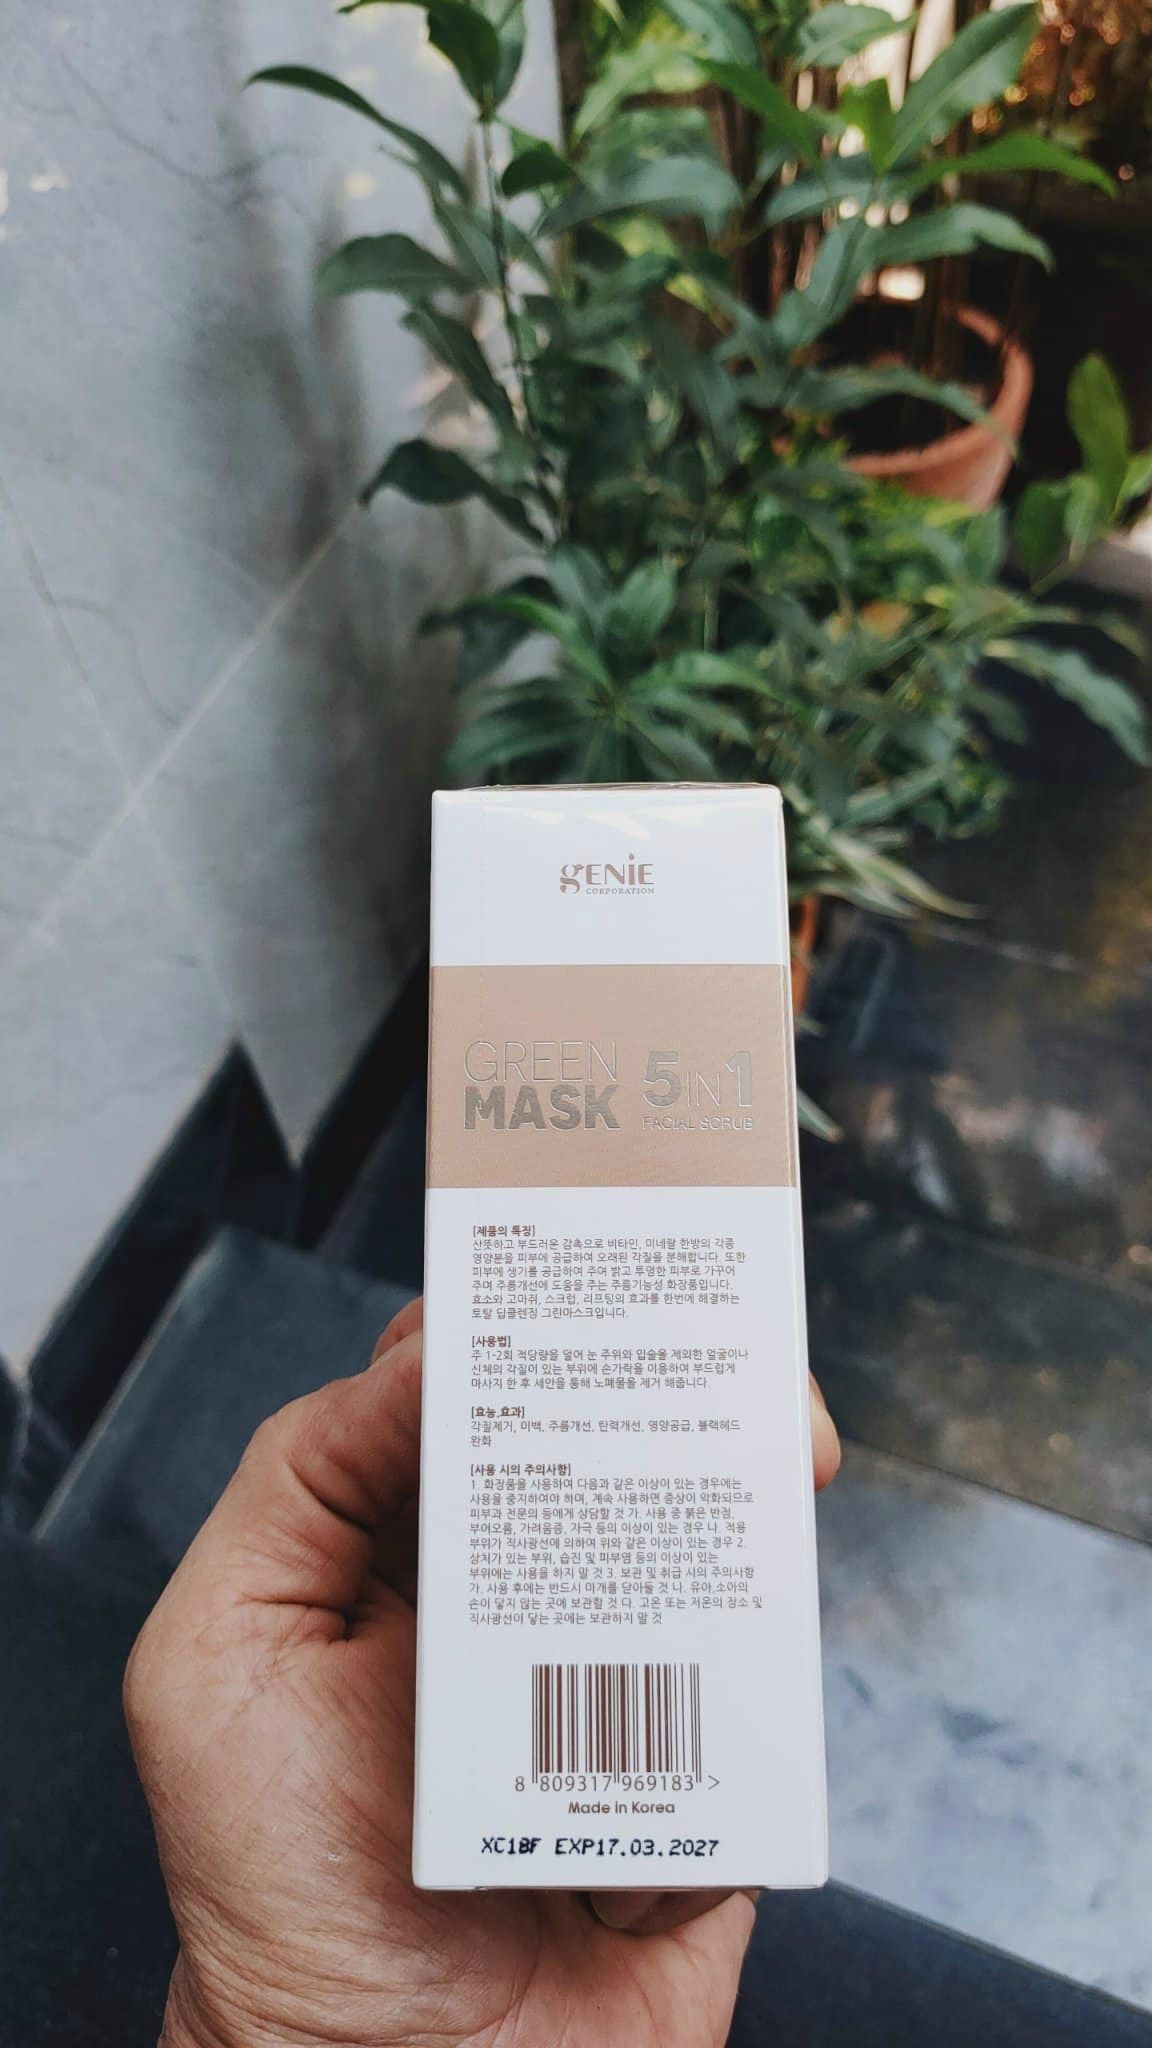 gENiE
CORPORATION
GREEN
MASK
5IN1
FACIAL SCRUB
[제품의 특징]
산뜻하고 부드러운 감촉으로 비타민, 미네랄 한방의 각종
영양분을 피부에 공급하여 오래된 각질을 분해합니다. 또한
피부에 생기를 공급하여 주며 밝고 투명한 피부로 가꾸어
주며 주름개선에 도움을 주는 주름기능성 화장품입니다.
효소와 고마쥐, 스크럽, 리프팅의 효과를 한번에 해결하는
토탈 딥클렌징 그린마스크입니다.
[사용법]
주 1-2회 적당량을 덜어 눈 주위와 입술을 제외한 얼굴이나
신체의 각질이 있는 부위에 손가락을 이용하여 부드럽게
마사지 한 후 세안을 통해 노폐물을 제거 해줍니다.
[효능,효과]
각질제거, 미백, 주름개선, 탄력개선, 영양공급, 블랙헤드
완화
[사용 시의 주의사항]
1. 화장품을 사용하여 다음과 같은 이상이 있는 경우에는
사용을 중지하여야 하며, 계속 사용하면 증상이 악화되므로
피부과 전문의 등에게 상담할 것 가. 사용 중 붉은 반점,
부어오름, 가려움증, 자극 등의 이상이 있는 경우 나. 적용
부위가 직사광선에 의하여 위와 같은 이상이 있는 경우 2.
상처가 있는 부위, 습진 및 피부염 등의 이상이 있는
부위에는 사용을 하지 말 것 3. 보관 및 취급 시의 주의사항
가. 사용 후에는 반드시 마개를 닫아둘 것 나. 유아,소아의
손이 닿지 않는 곳에 보관할 것 다. 고온 또는 저온의 장소 및
직사광선이 닿는 곳에는 보관하지 말 것
8 809317 969183 >
Made in Korea
XC1BF EXP17.03.2027